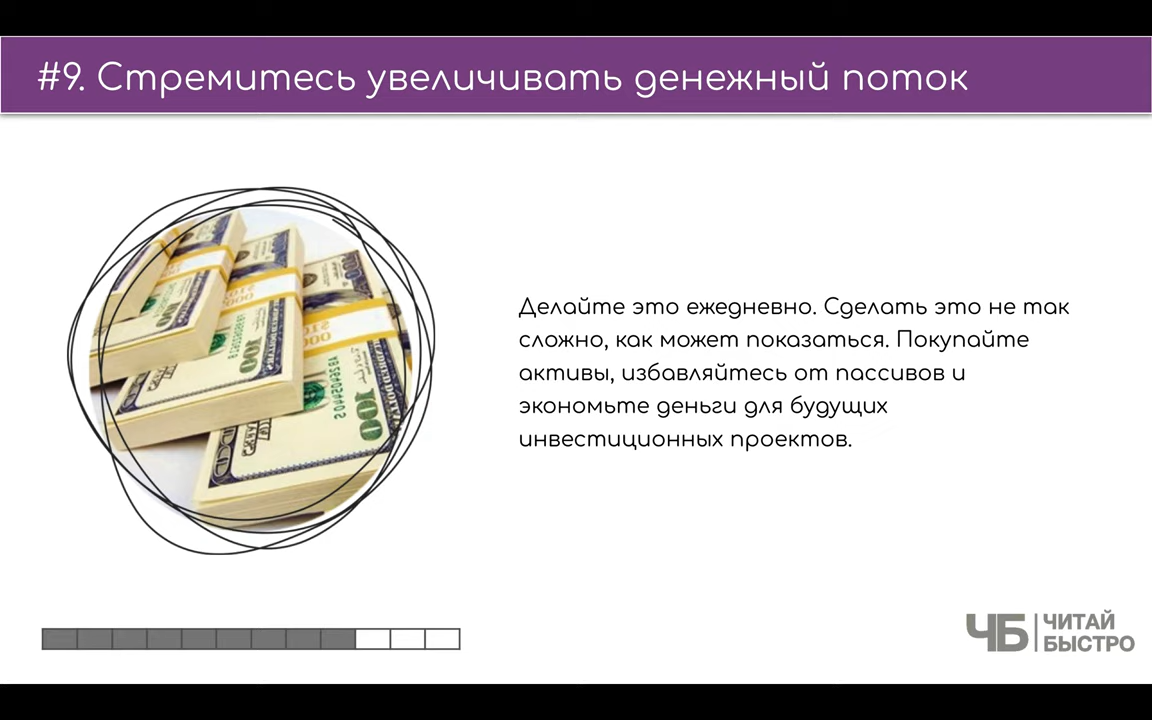 #9. Стремитесь увеличивать денежный поток
Делайте это ежедневно. Сделать это не так
сложно, как может показаться. Покупайте
активы, избавляйтесь от пассивов и
экономьте деньги для будущих
инвестиционных проектов.
ЧБ
ЧИТАЙ
БЫСТРО